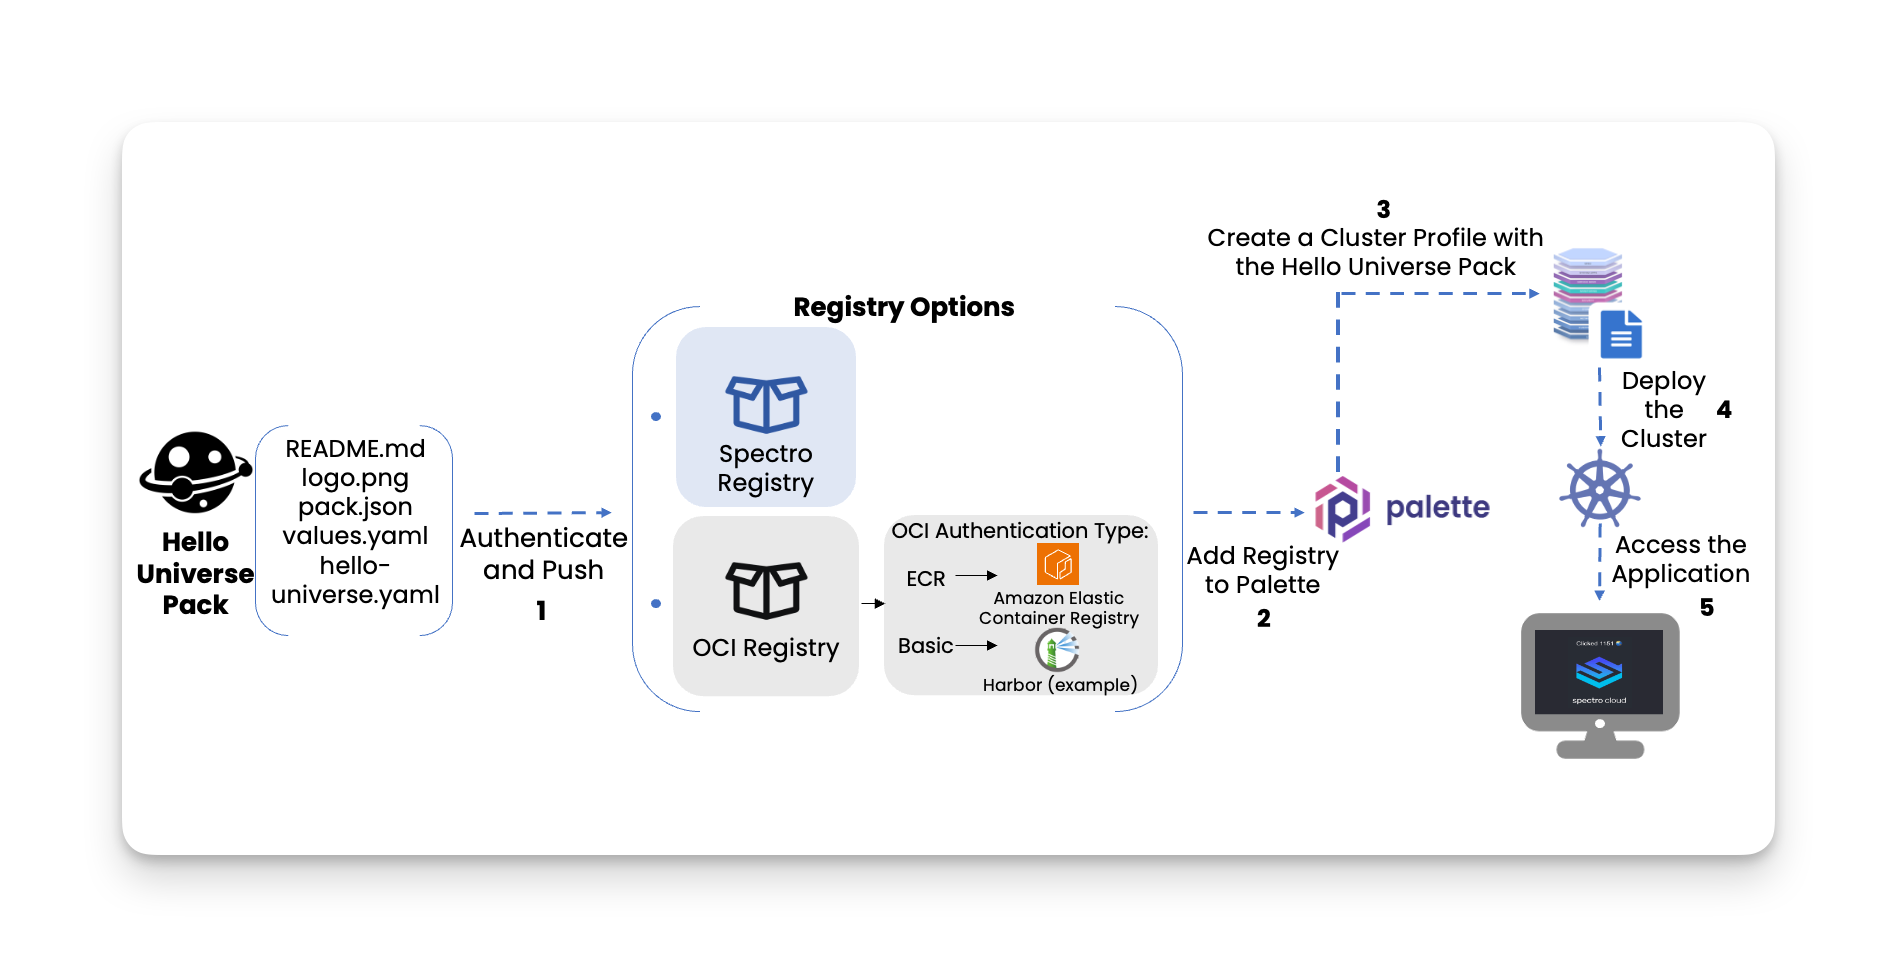 Hello
Universe
Pack
README.md
logo.png
pack.json
values.yaml
hello-
universe.yaml
Authenticate
and Push
1
Registry Options
Spectro
Registry
OCI Registry
OCI Authentication Type:
ECR
Amazon Elastic
Container Registry
Basic
Harbor (example)
Add Registry
to Palette
2
palette
3
Create a Cluster Profile with
the Hello Universe Pack
Deploy
the
Cluster
4
Access the
Application
5
Clicked 1151
spectro cloud